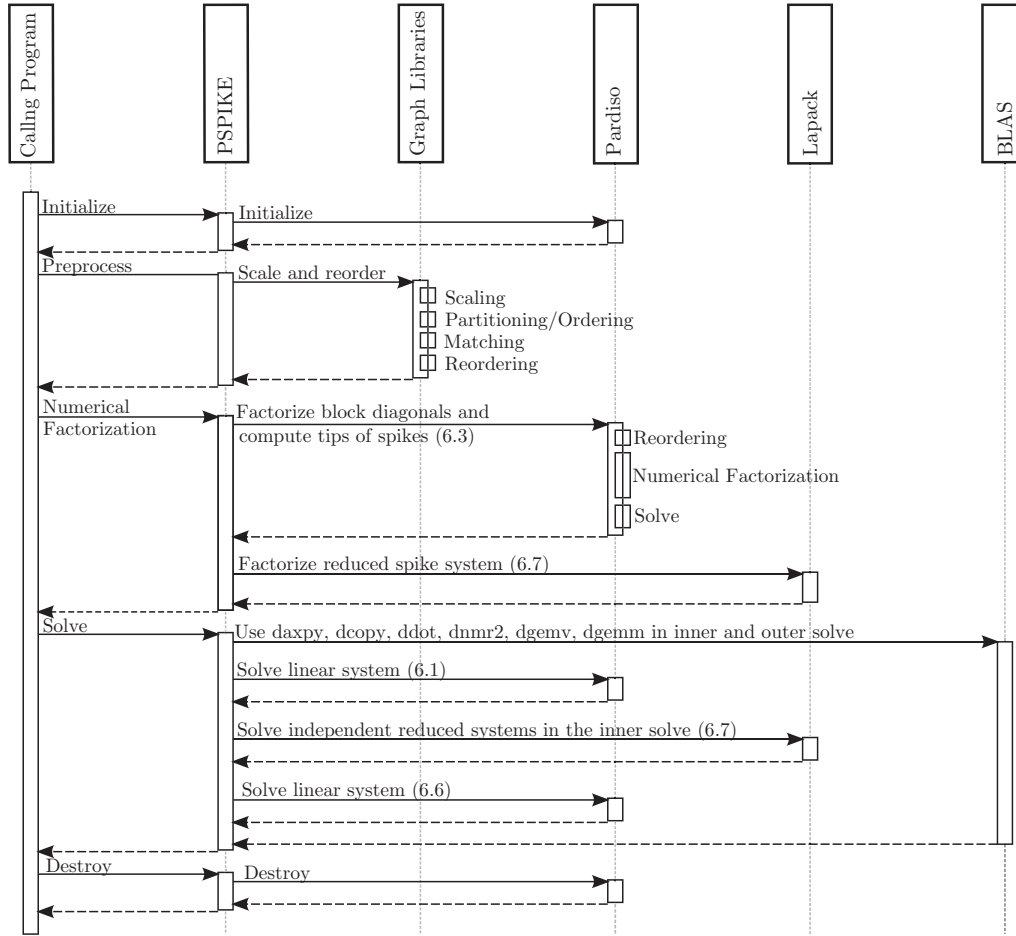 Callng Program
PSPIKE
Graph Libraries
Pardiso
Lapack
BLAS
Initialize
Initialize
Preprocess
Scale and reorder
Scaling
Partitioning/Ordering
Matching
Reordering
Numerical
Factorization
Factorize block diagonals and
compute tips of spikes (6.3)
Reordering
Numerical Factorization
Solve
Factorize reduced spike system (6.7)
Solve
Use daxpy, dcopy, ddot, dnmr2, dgemv, dgemm in inner and outer solve
Solve linear system (6.1)
Solve independent reduced systems in the inner solve (6.7)
Solve linear system (6.6)
Destroy
Destroy